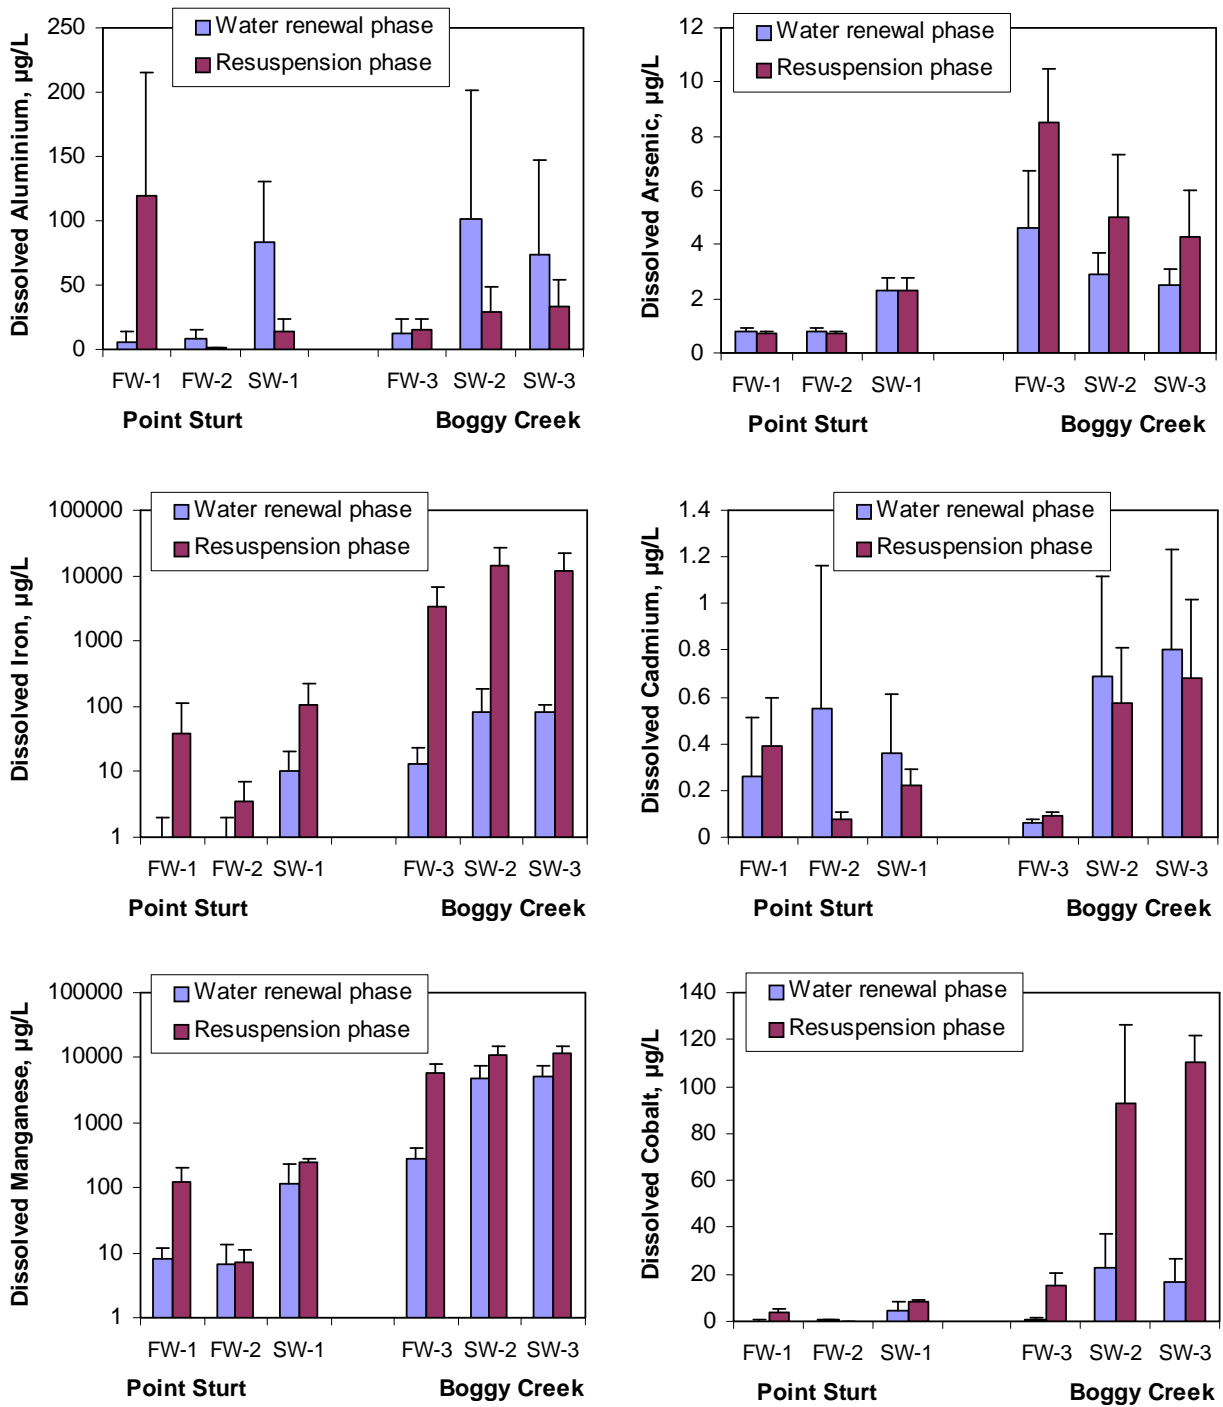 Dissolved Aluminium, µg/L
300
250
200
150
100
50
0
Water renewal phase
Resuspension phase
FW-1 FW-2 SW-1 FW-3 SW-2 SW-3
Point Sturt Boggy Creek
Dissolved Arsenic, µg/L
12
10
8
6
4
2
0
Water renewal phase
Resuspension phase
FW-1 FW-2 SW-1 FW-3 SW-2 SW-3
Point Sturt Boggy Creek
Dissolved Iron, µg/L
100000
10000
1000
100
10
1
Water renewal phase
Resuspension phase
FW-1 FW-2 SW-1 FW-3 SW-2 SW-3
Point Sturt Boggy Creek
Dissolved Cadmium, µg/L
1.4
1.2
1
0.8
0.6
0.4
0.2
0
Water renewal phase
Resuspension phase
FW-1 FW-2 SW-1 FW-3 SW-2 SW-3
Point Sturt Boggy Creek
Dissolved Manganese, µg/L
100000
10000
1000
100
10
1
Water renewal phase
Resuspension phase
FW-1 FW-2 SW-1 FW-3 SW-2 SW-3
Point Sturt Boggy Creek
Dissolved Cobalt, µg/L
140
120
100
80
60
40
20
0
Water renewal phase
Resuspension phase
FW-1 FW-2 SW-1 FW-3 SW-2 SW-3
Point Sturt Boggy Creek